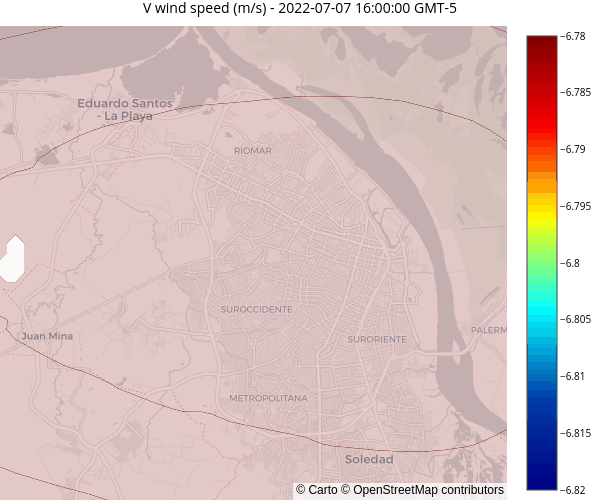 V wind speed (m/s) - 2022-07-07 16:00:00 GMT-5
Eduardo Santos
- La Playa
RIOMAR
SUROCCIDENTE
Juan Mina
SURORIENTE
PALERM
METROPOLITANA
Soledad
© Carto © OpenStreetMap contributors
−6.78
−6.785
−6.79
−6.795
−6.8
−6.805
−6.81
−6.815
−6.82